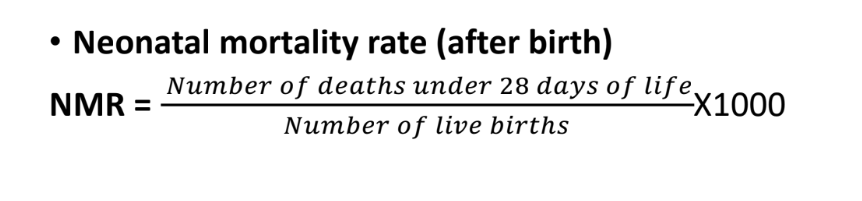 • Neonatal mortality rate (after birth)
NMR = Number of deaths under 28 days of life
Number of live births X1000